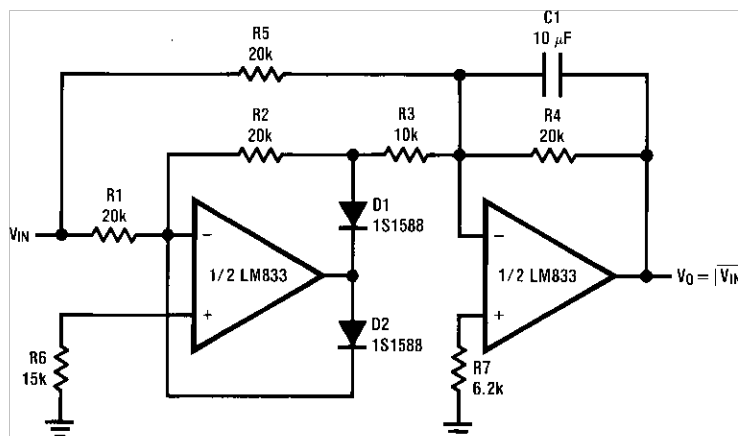 C1
10 μF
R5
20k
R2
20k
R3
10k
R4
20k
R1
20k
D1
1S1588
VIN
−
1/2 LM833
+
−
1/2 LM833
+
VO = |VIN
D2
1S1588
R6
15k
R7
6.2k